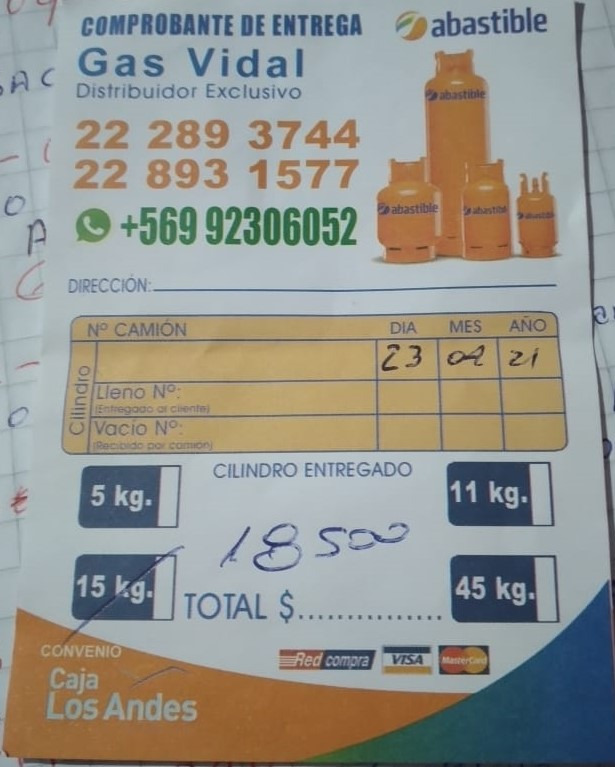 COMPROBANTE DE ENTREGA
abastible
Gas Vidal
Distribuidor Exclusivo
22 289 3744
22 893 1577
+569 92306052
abastible
abastible
abastible
abastible
DIRECCIÓN:
Nº CAMIÓN DIA MES AÑO
23 04 21
Cilindro
Lleno Nº:
(Entregado al cliente)
Vacío Nº:
(Recibido por camión)
CILINDRO ENTREGADO
5 kg. 11 kg.
18500
15 kg. TOTAL $............... 45 kg.
CONVENIO
Caja
Los Andes
Red compra VISA MasterCard